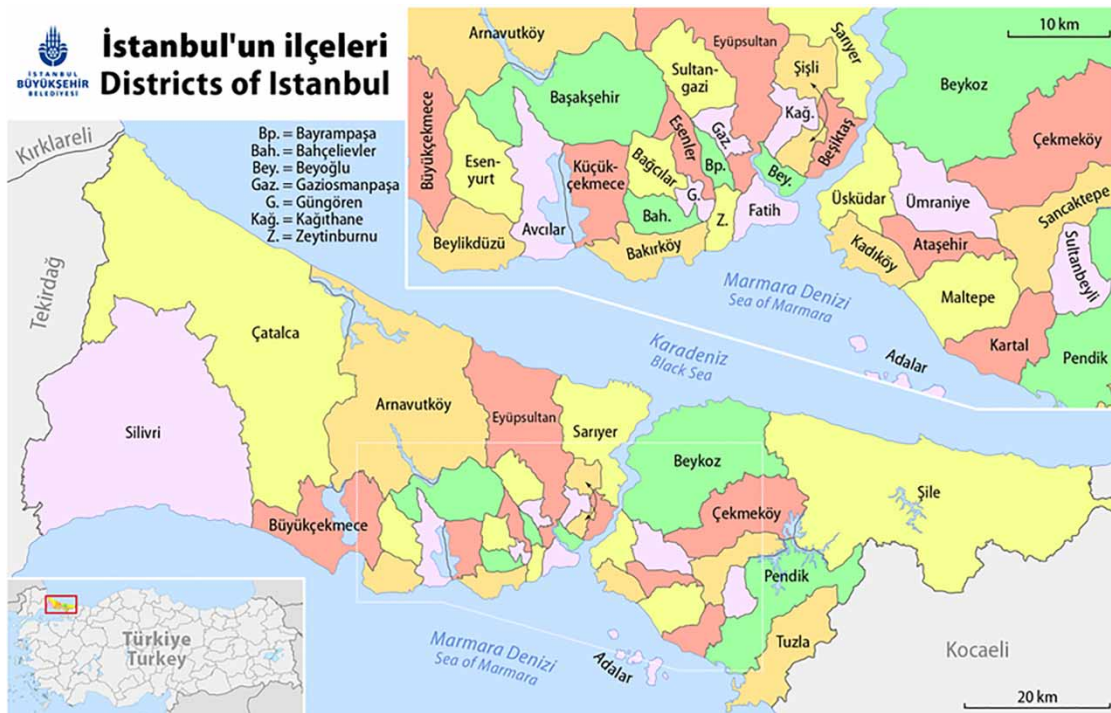 İSTANBUL
BÜYÜKŞEHİR
BELEDİYESİ
İstanbul'un ilçeleri
Districts of Istanbul
Bp. = Bayrampaşa
Bah. = Bahçelievler
Bey. = Beyoğlu
Gaz. = Gaziosmanpaşa
G. = Güngören
Kağ. = Kağıthane
Z. = Zeytinburnu
10 km
Arnavutköy
Eyüpsultan
Sarıyer
Şişli
Sultan-
gazi
Beykoz
Başakşehir
Kağ.
Gaz.
Çekmeköy
Büyükçekmece
Esen-
yurt
Küçük-
çekmece
Bağcılar
Esenler
Bp.
Bey.
Beşiktaş
G.
Üsküdar
Ümraniye
Sancaktepe
Bah.
Z.
Fatih
Avcılar
Beylikdüzü
Bakırköy
Kadıköy
Ataşehir
Sultanbeyli
Marmara Denizi
Sea of Marmara
Maltepe
Kartal
Pendik
Adalar
Kırklareli
Tekirdağ
Çatalca
Karadeniz
Black Sea
Silivri
Arnavutköy
Eyüpsultan
Sarıyer
Beykoz
Şile
Büyükçekmece
Çekmeköy
Pendik
Tuzla
Marmara Denizi
Sea of Marmara
Adalar
Kocaeli
Türkiye
Turkey
20 km